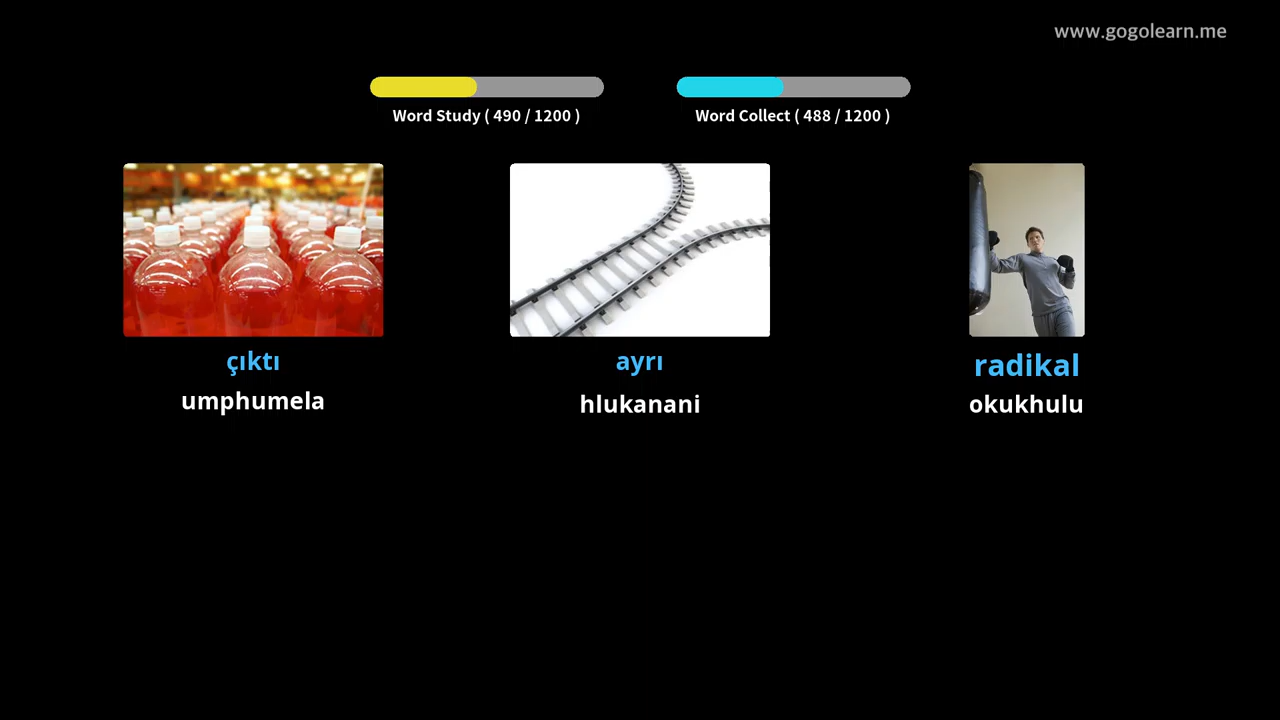 www.gogolearn.me
Word Study ( 490 / 1200 )
Word Collect ( 488 / 1200 )
çıktı
umphumela
ayrı
hlukanani
radikal
okukhulu